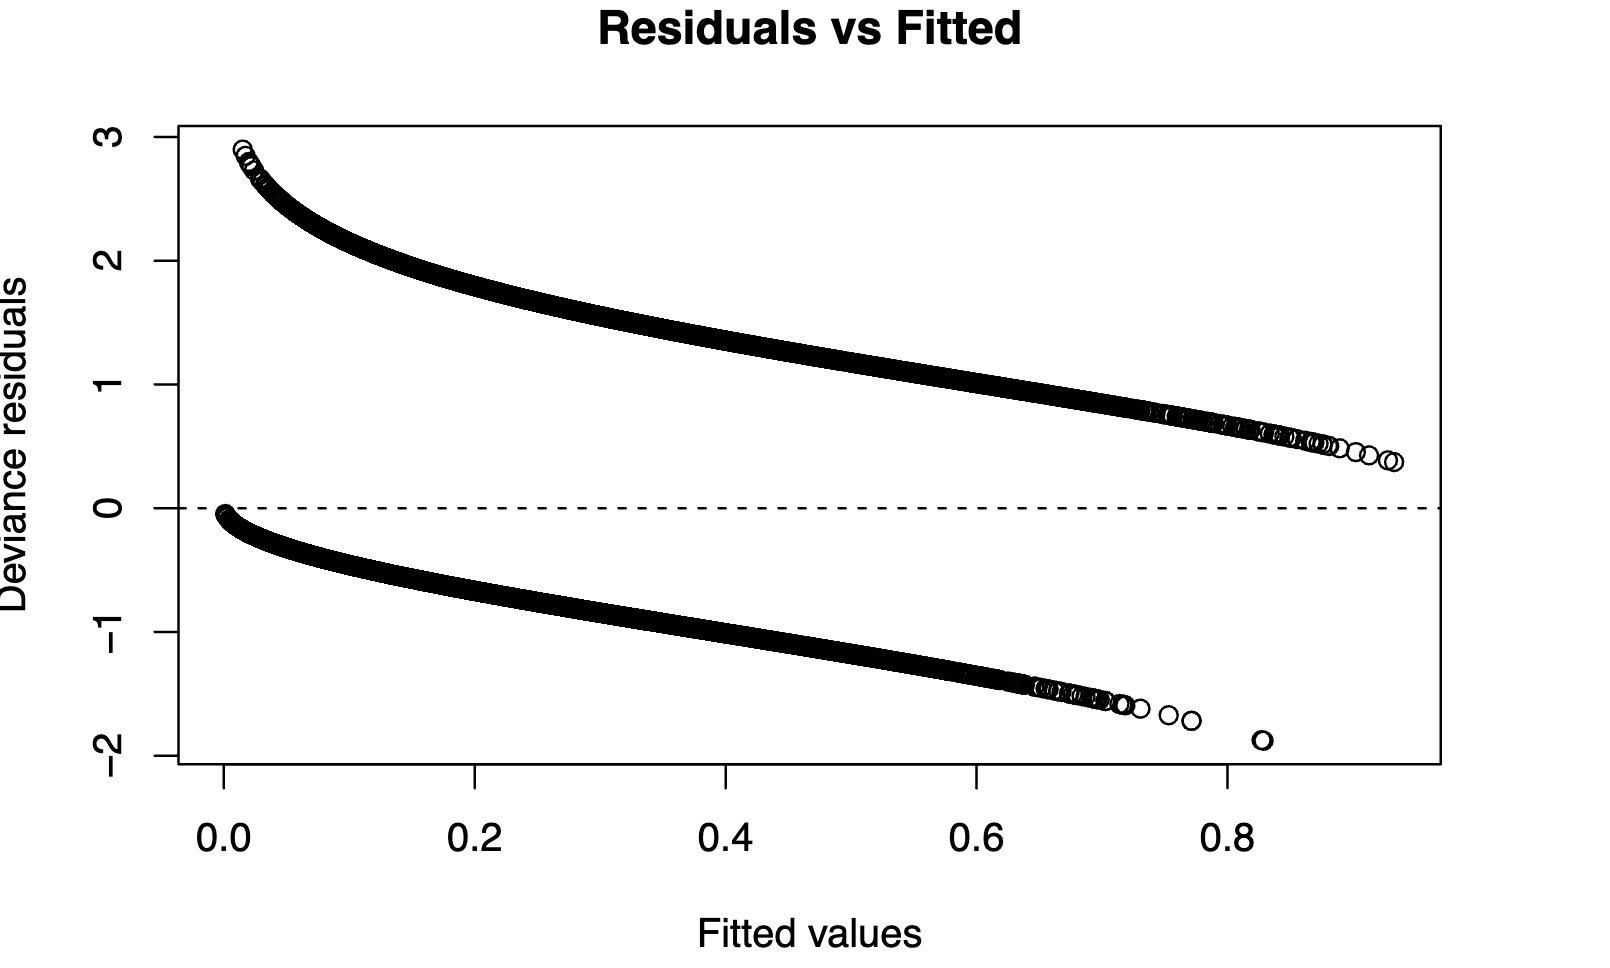 Residuals vs Fitted
Deviance residuals
3
2
1
0
−1
−2
0.0 0.2 0.4 0.6 0.8
Fitted values